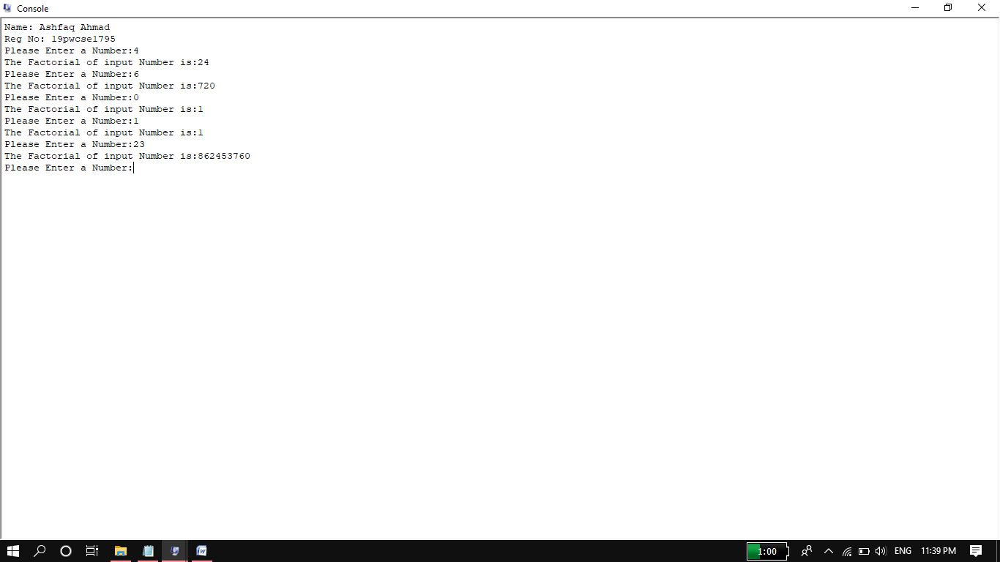 Console
Name: Ashfaq Ahmad
Reg No: 19pwcse1795
Please Enter a Number:4
The Factorial of input Number is:24
Please Enter a Number:6
The Factorial of input Number is:720
Please Enter a Number:0
The Factorial of input Number is:1
Please Enter a Number:1
The Factorial of input Number is:1
Please Enter a Number:23
The Factorial of input Number is:862453760
Please Enter a Number:
1:00 ENG 11:39 PM